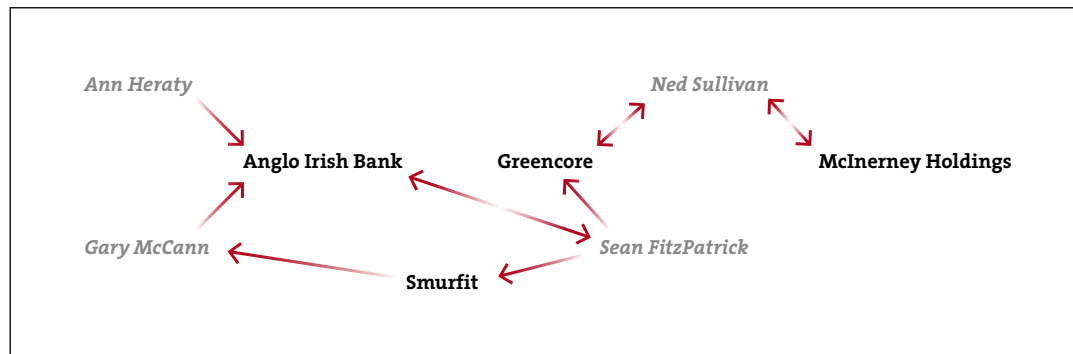 Ann Heraty
Ned Sullivan
Anglo Irish Bank
Greencore
McInerney Holdings
Gary McCann
Sean FitzPatrick
Smurfit